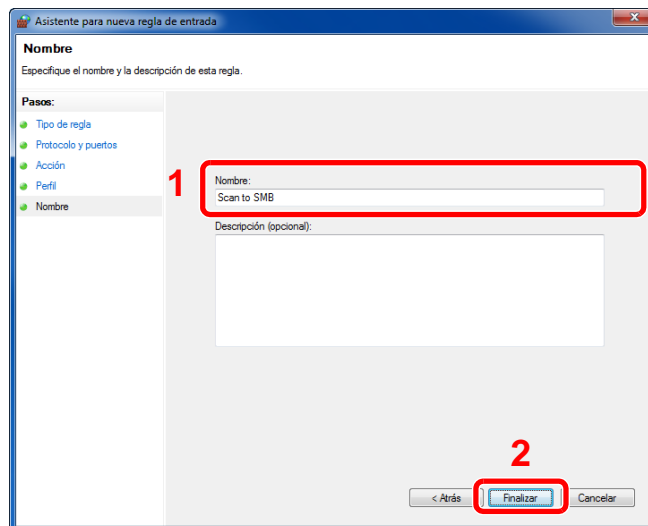 Asistente para nueva regla de entrada
Nombre
Especifique el nombre y la descripción de esta regla.
Pasos:
Tipo de regla
Protocolo y puertos
Acción
Perfil
Nombre
1
Nombre:
Scan to SMB
Descripción (opcional):
2
< Atrás
Finalizar
Cancelar